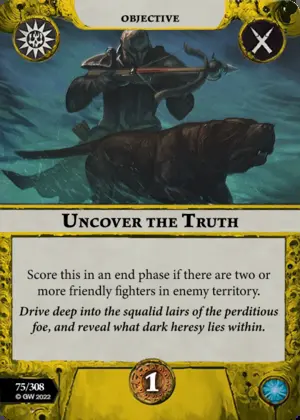 OBJECTIVE
UNCOVER THE TRUTH
Score this in an end phase if there are two or
more friendly fighters in enemy territory.
Drive deep into the squalid lairs of the perditious
foe, and reveal what dark heresy lies within.
75/308
© GW 2022
1